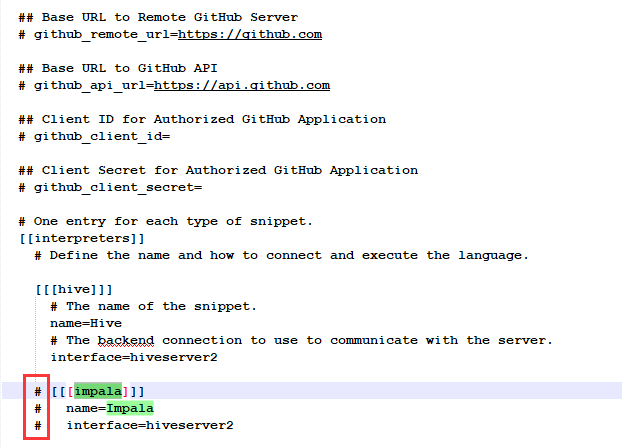 ## Base URL to Remote GitHub Server
# github_remote_url=https://github.com
## Base URL to GitHub API
# github_api_url=https://api.github.com
## Client ID for Authorized GitHub Application
# github_client_id=
## Client Secret for Authorized GitHub Application
# github_client_secret=
# One entry for each type of snippet.
[[interpreters]]
# Define the name and how to connect and execute the language.
[[[hive]]]
# The name of the snippet.
name=Hive
# The backend connection to use to communicate with the server.
interface=hiveserver2
# [[[impala]]]
#   name=Impala
#   interface=hiveserver2